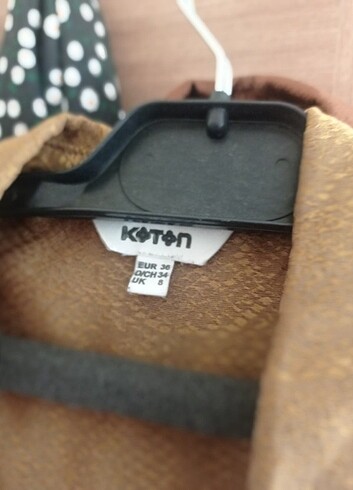 KOTON
EUR 36
D/CH 34
UK 8